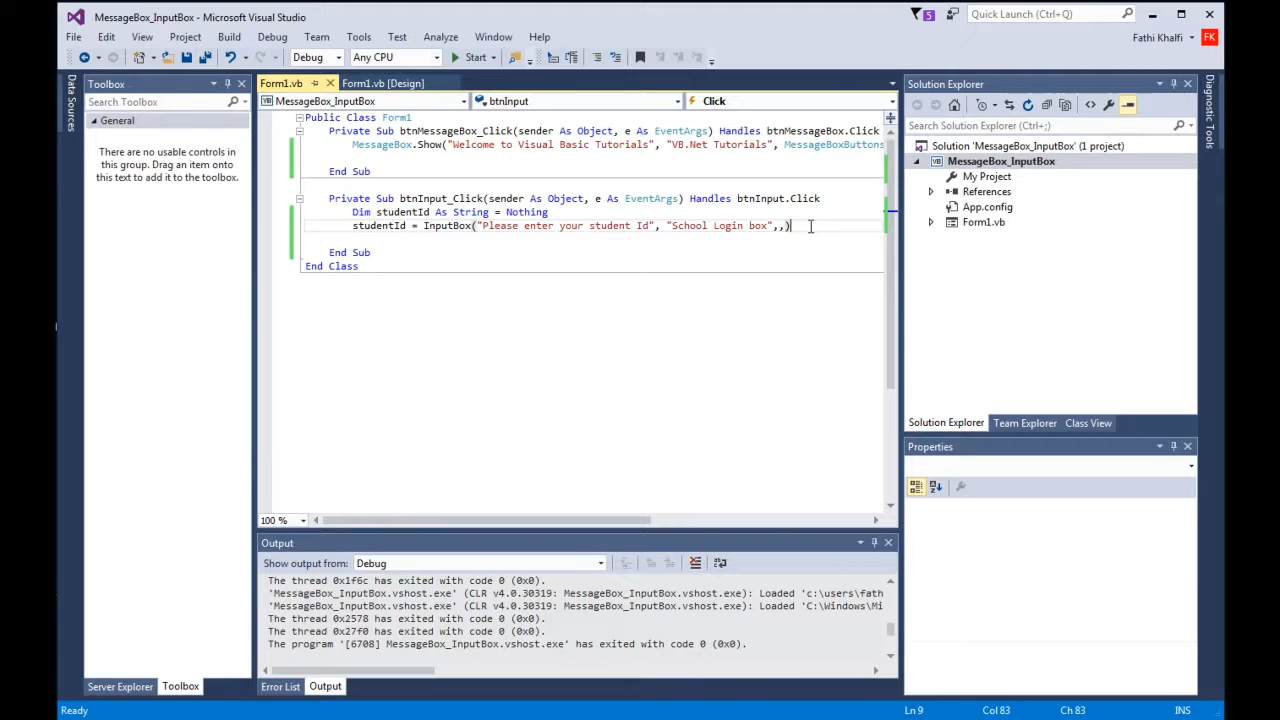 MessageBox_InputBox - Microsoft Visual Studio
5
Quick Launch (Ctrl+Q)
File Edit View Project Build Debug Team Tools Test Analyze Window Help
Fathi Khalfi
FK
Debug
Any CPU
Start
Data Sources
Toolbox
Search Toolbox
General
There are no usable controls in
this group. Drag an item onto
this text to add it to the toolbox.
Server Explorer Toolbox
Form1.vb
Form1.vb [Design]
MessageBox_InputBox
btnInput
Click
Public Class Form1
Private Sub btnMessageBox_Click(sender As Object, e As EventArgs) Handles btnMessageBox.Click
MessageBox.Show("Welcome to Visual Basic Tutorials", "VB.Net Tutorials", MessageBoxButtons
End Sub
Private Sub btnInput_Click(sender As Object, e As EventArgs) Handles btnInput.Click
Dim studentId As String = Nothing
studentId = InputBox("Please enter your student Id", "School Login box",,)
End Sub
End Class
100 %
Output
Show output from: Debug
The thread 0x1f6c has exited with code 0 (0x0).
'MessageBox_InputBox.vshost.exe' (CLR v4.0.30319: MessageBox_InputBox.vshost.exe): Loaded 'c:\users\fath
'MessageBox_InputBox.vshost.exe' (CLR v4.0.30319: MessageBox_InputBox.vshost.exe): Loaded 'C:\Windows\Mi
The thread 0x2578 has exited with code 0 (0x0).
The thread 0x27f0 has exited with code 0 (0x0).
The program '[6708] MessageBox_InputBox.vshost.exe' has exited with code 0 (0x0).
Error List Output
Solution Explorer
Search Solution Explorer (Ctrl+;)
Solution 'MessageBox_InputBox' (1 project)
MessageBox_InputBox
My Project
References
App.config
Form1.vb
Solution Explorer Team Explorer Class View
Properties
Diagnostic Tools
Ready
Ln 9
Col 83
Ch 83
INS